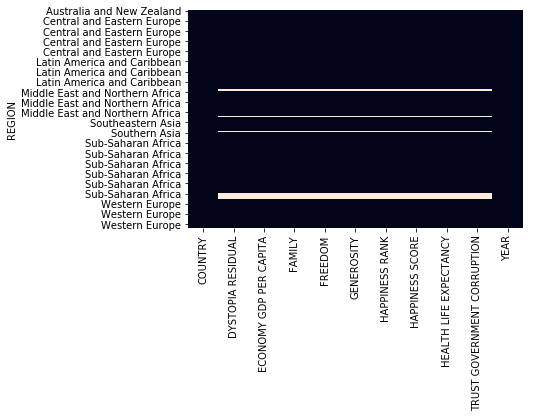 REGION
Australia and New Zealand
Central and Eastern Europe
Central and Eastern Europe
Central and Eastern Europe
Central and Eastern Europe
Latin America and Caribbean
Latin America and Caribbean
Latin America and Caribbean
Middle East and Northern Africa
Middle East and Northern Africa
Middle East and Northern Africa
Southeastern Asia
Southern Asia
Sub-Saharan Africa
Sub-Saharan Africa
Sub-Saharan Africa
Sub-Saharan Africa
Sub-Saharan Africa
Sub-Saharan Africa
Western Europe
Western Europe
Western Europe
COUNTRY
DYSTOPIA RESIDUAL
ECONOMY GDP PER CAPITA
FAMILY
FREEDOM
GENEROSITY
HAPPINESS RANK
HAPPINESS SCORE
HEALTH LIFE EXPECTANCY
TRUST GOVERNMENT CORRUPTION
YEAR